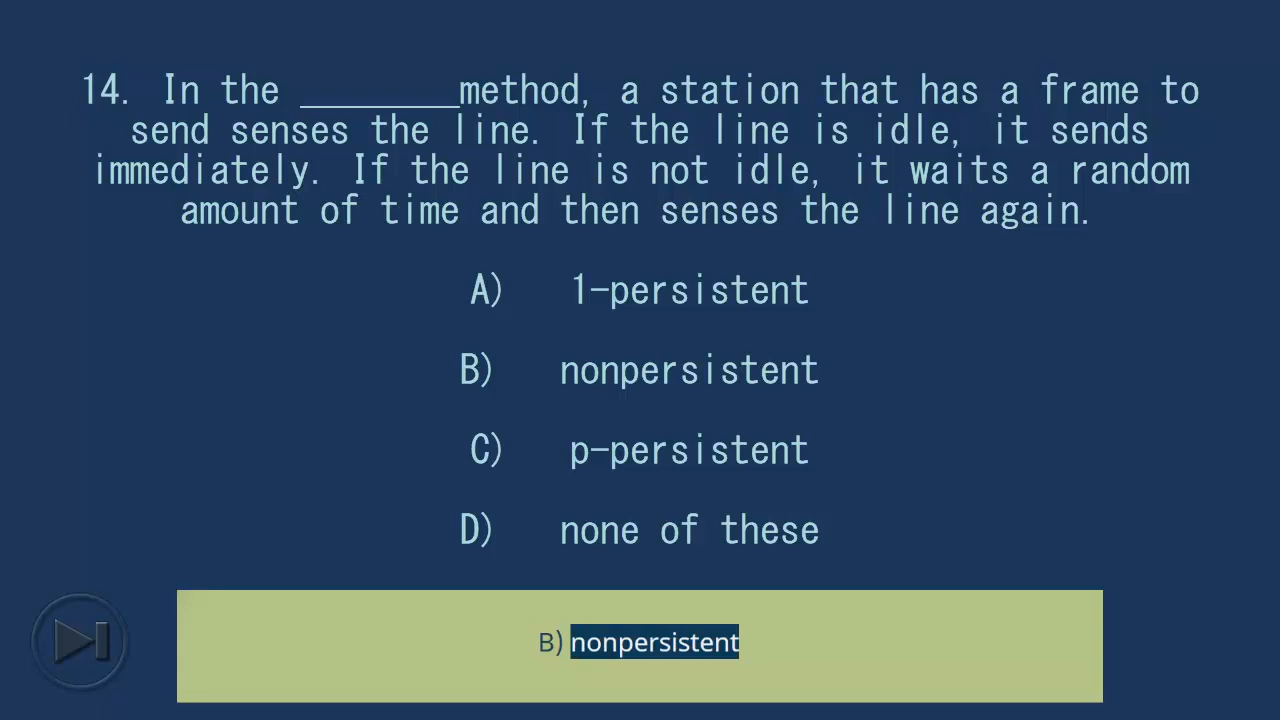 14. In the ________method, a station that has a frame to
send senses the line. If the line is idle, it sends
immediately. If the line is not idle, it waits a random
amount of time and then senses the line again.
A) 1-persistent
B) nonpersistent
C) p-persistent
D) none of these
B) nonpersistent